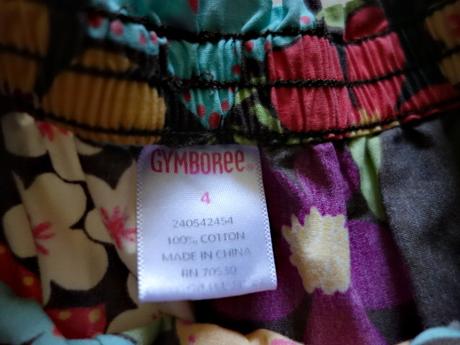 GYMBOREE
4
240542454
100% COTTON
MADE IN CHINA
RN 70530